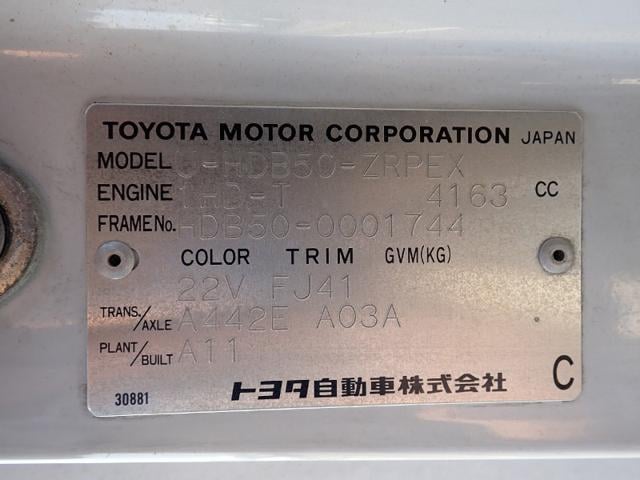 TOYOTA MOTOR CORPORATION JAPAN
MODEL U-HDB50-ZRPEX
ENGINE 1HD-T 4163 CC
FRAME No. HDB50-0001744
COLOR TRIM GVM(KG)
22V FJ41
TRANS./AXLE A442E A03A
PLANT/BUILT A11
30881 トヨタ自動車株式会社 C